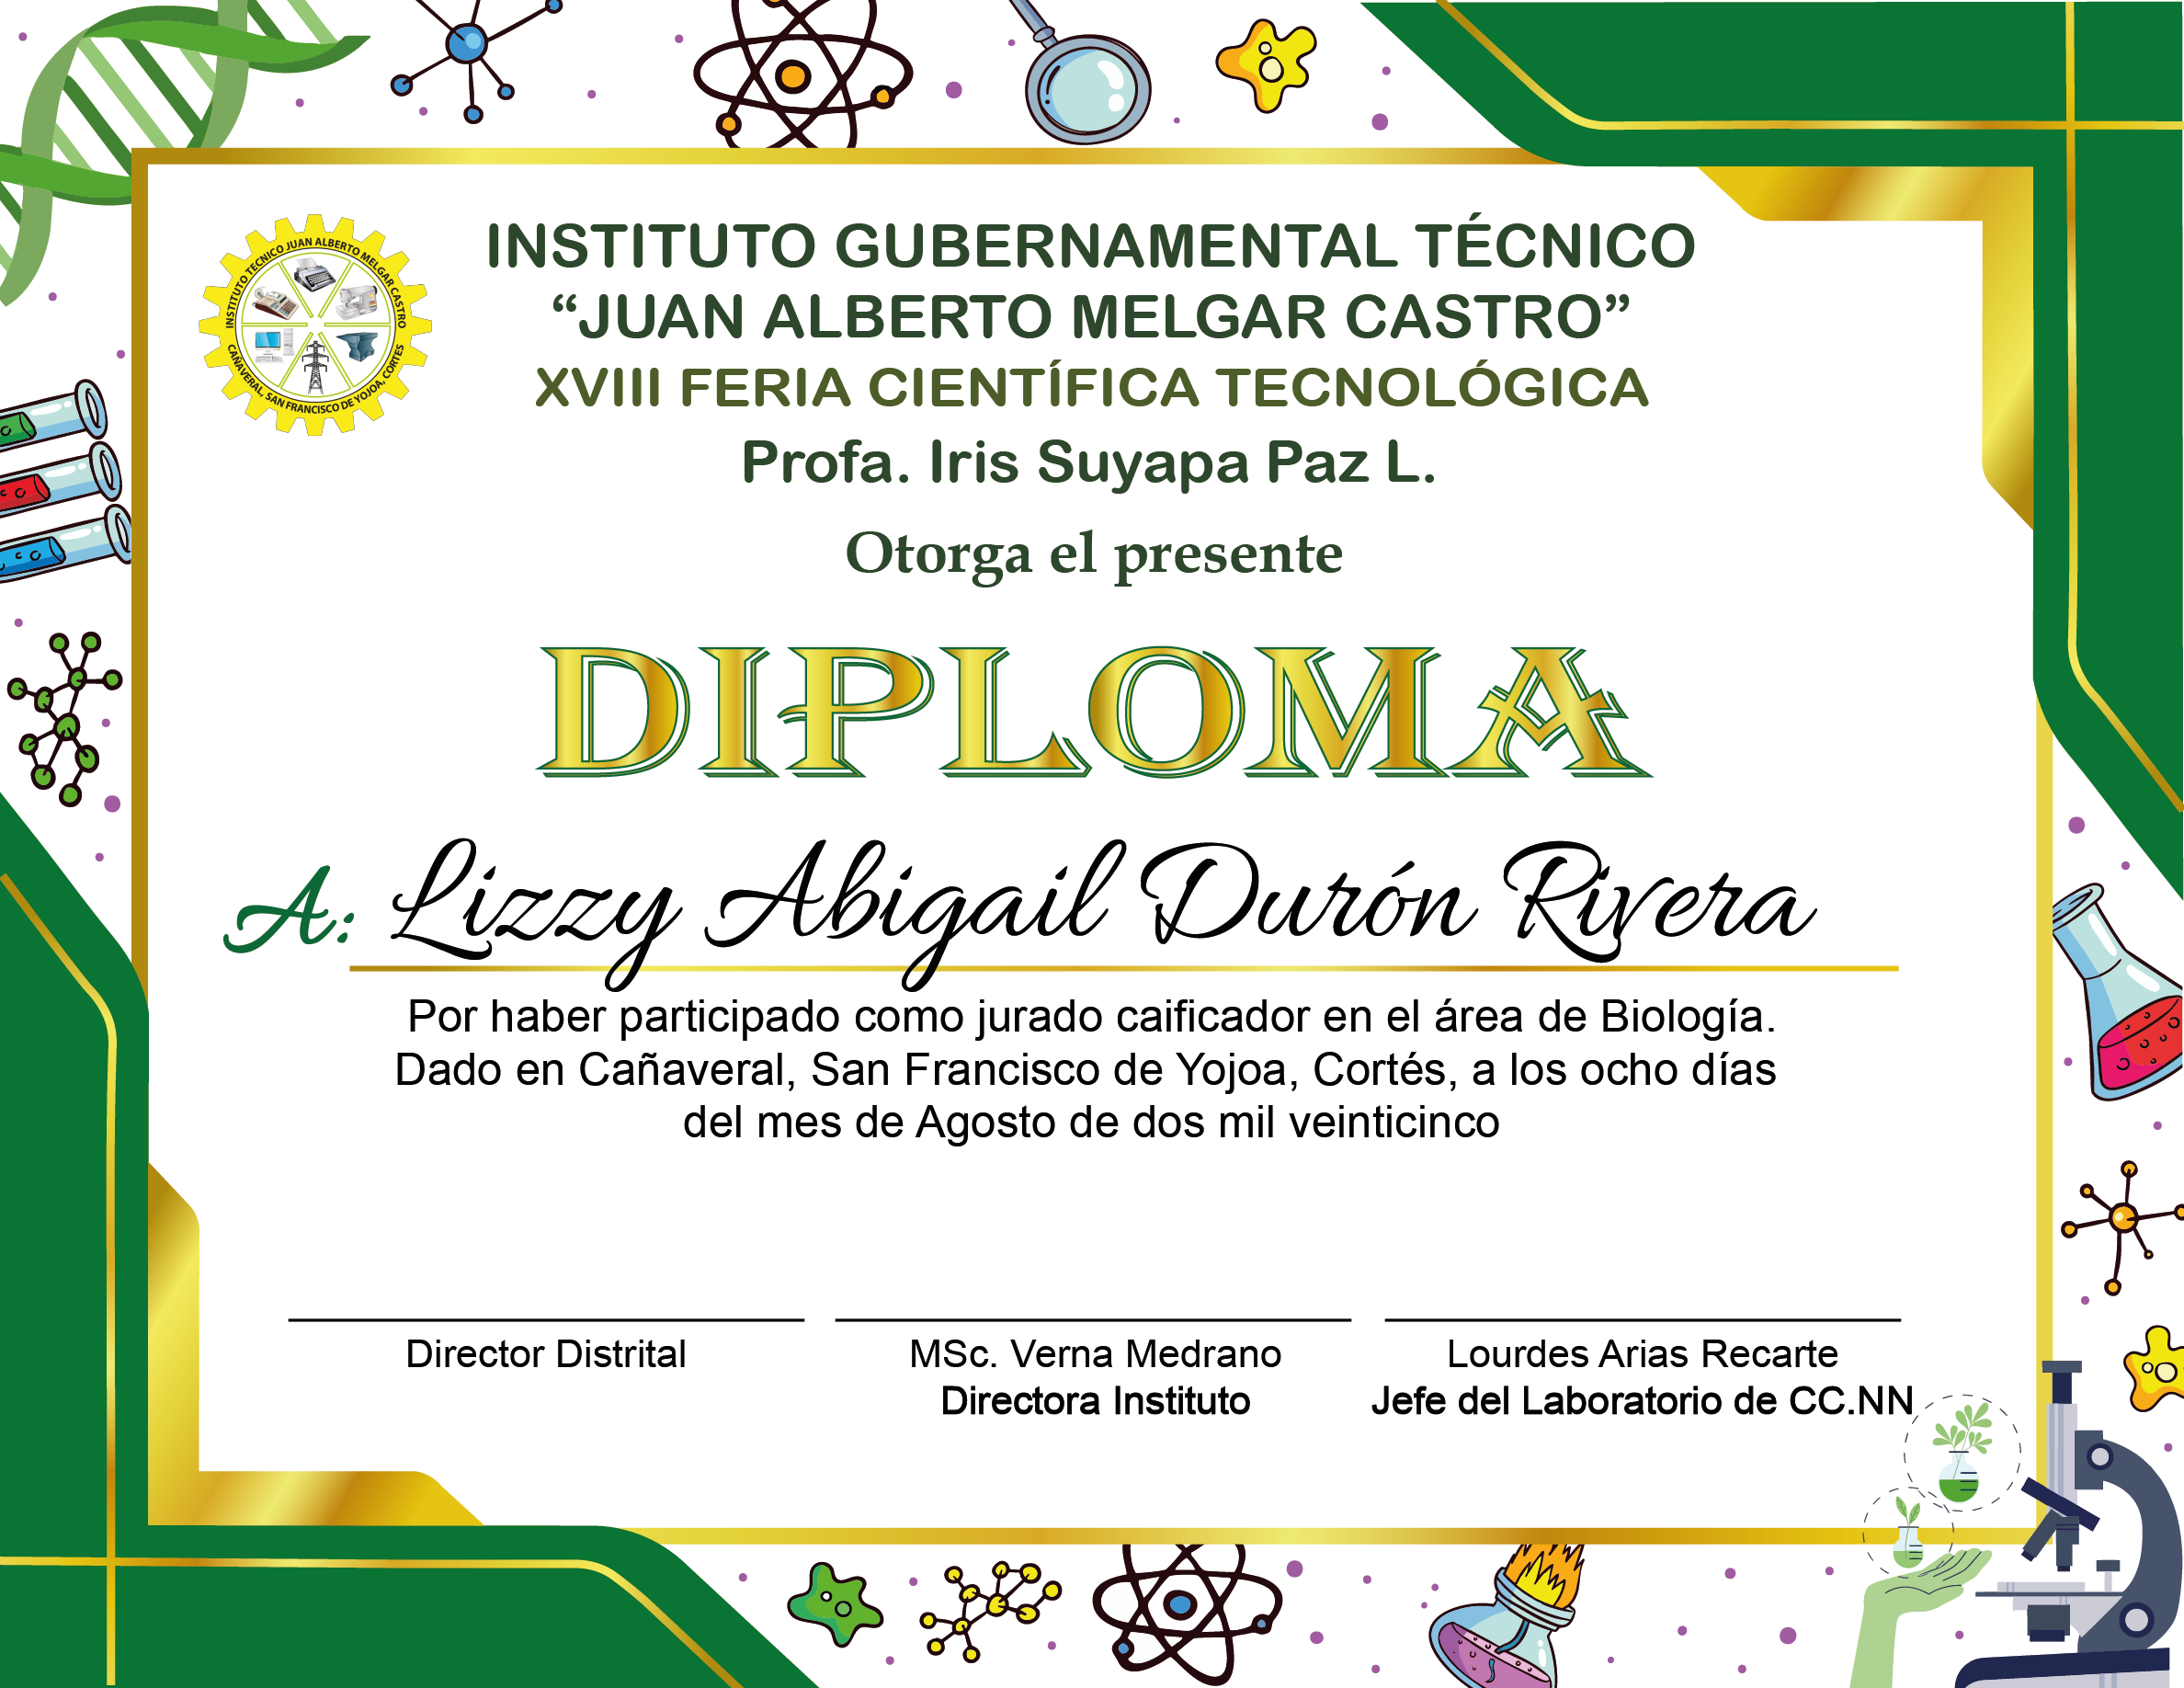 INSTITUTO TÉCNICO JUAN ALBERTO MELGAR CASTRO
CAÑAVERAL, SAN FRANCISCO DE YOJOA, CORTES
INSTITUTO GUBERNAMENTAL TÉCNICO
“JUAN ALBERTO MELGAR CASTRO”
XVIII FERIA CIENTÍFICA TECNOLÓGICA
Profa. Iris Suyapa Paz L.
Otorga el presente
DIPLOMA
A: Lizzy Abigail Durón Rivera
Por haber participado como jurado caificador en el área de Biología.
Dado en Cañaveral, San Francisco de Yojoa, Cortés, a los ocho días
del mes de Agosto de dos mil veinticinco
Director Distrital
MSc. Verna Medrano
Directora Instituto
Lourdes Arias Recarte
Jefe del Laboratorio de CC.NN